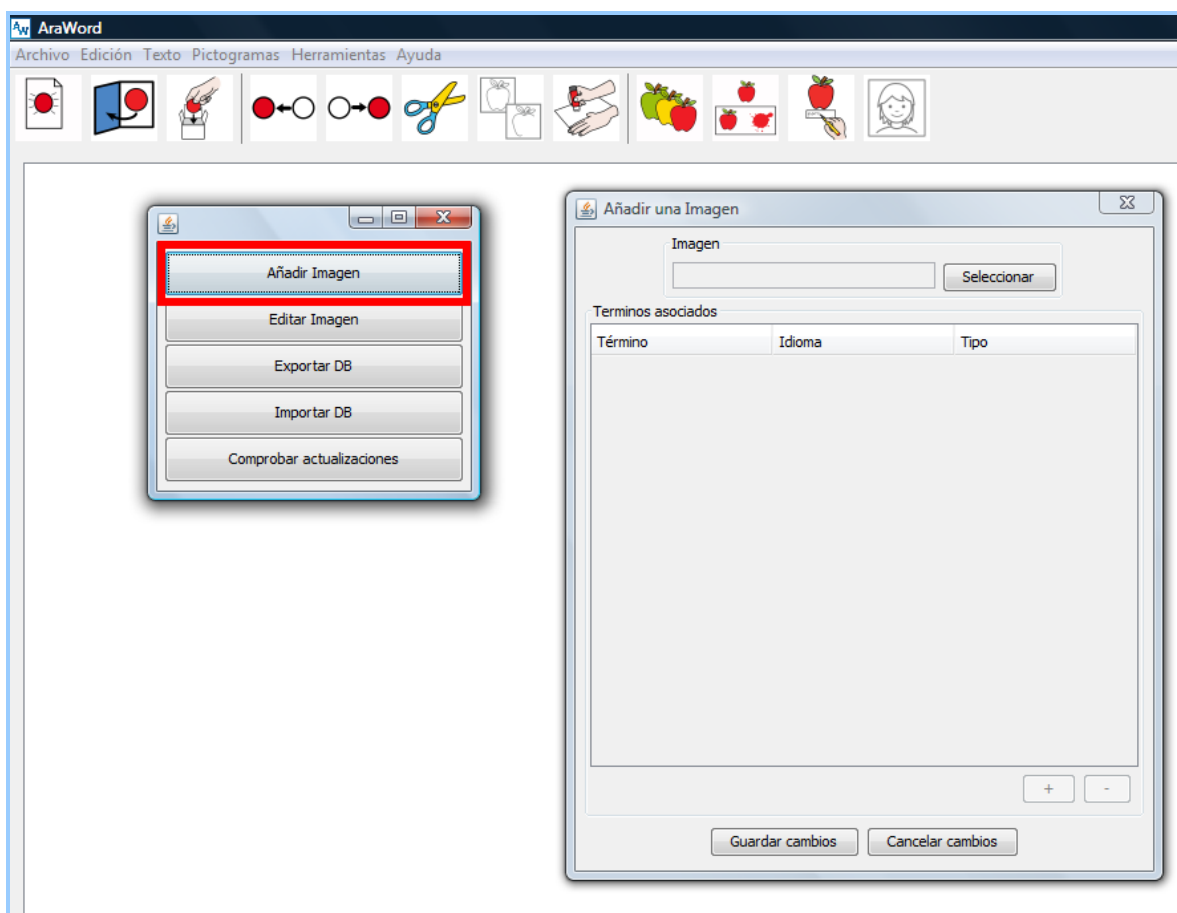 AW AraWord
Archivo Edición Texto Pictogramas Herramientas Ayuda
Añadir Imagen
Editar Imagen
Exportar DB
Importar DB
Comprobar actualizaciones
Añadir una Imagen
Imagen
Seleccionar
Terminos asociados
Término Idioma Tipo
+ -
Guardar cambios Cancelar cambios